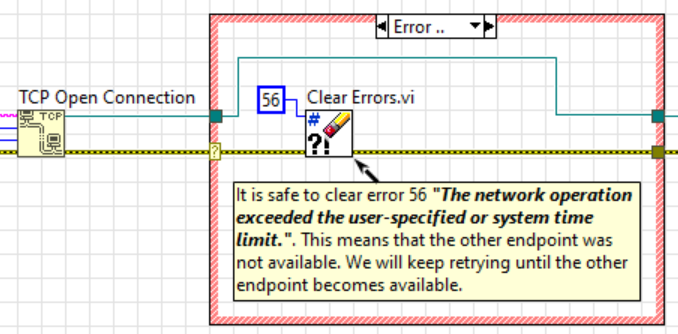 Error ..
TCP Open Connection
TCP
56
Clear Errors.vi
#
?!
?
It is safe to clear error 56 "The network operation
exceeded the user-specified or system time
limit.". This means that the other endpoint was
not available. We will keep retrying until the other
endpoint becomes available.